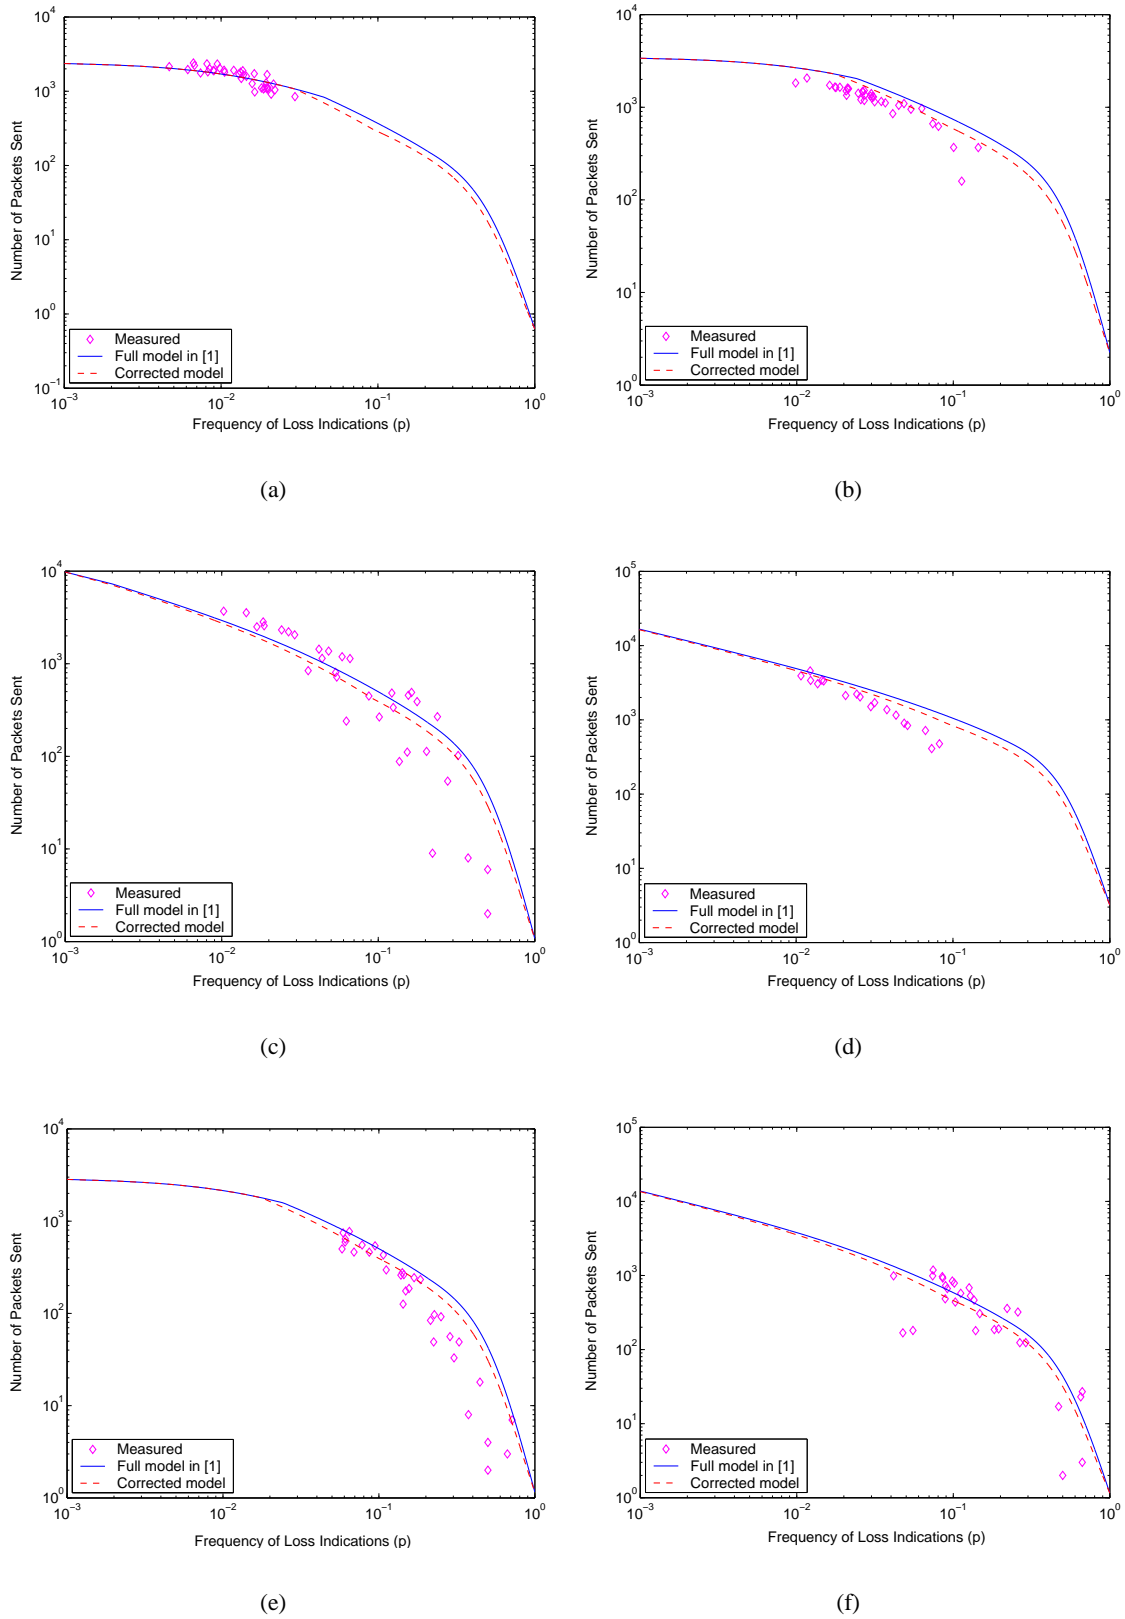 10^4
10^3
10^2
10^1
10^0
10^−1
Number of Packets Sent
Measured
Full model in [1]
Corrected model
10^−3 10^−2 10^−1 10^0
Frequency of Loss Indications (p)
(a)
10^4
10^3
10^2
10^1
10^0
Number of Packets Sent
Measured
Full model in [1]
Corrected model
10^−3 10^−2 10^−1 10^0
Frequency of Loss Indications (p)
(b)
10^4
10^3
10^2
10^1
10^0
Number of Packets Sent
Measured
Full model in [1]
Corrected model
10^−3 10^−2 10^−1 10^0
Frequency of Loss Indications (p)
(c)
10^5
10^4
10^3
10^2
10^1
10^0
Number of Packets Sent
Measured
Full model in [1]
Corrected model
10^−3 10^−2 10^−1 10^0
Frequency of Loss Indications (p)
(d)
10^4
10^3
10^2
10^1
10^0
Number of Packets Sent
Measured
Full model in [1]
Corrected model
10^−3 10^−2 10^−1 10^0
Frequency of Loss Indications (p)
(e)
10^5
10^4
10^3
10^2
10^1
10^0
Number of Packets Sent
Measured
Full model in [1]
Corrected model
10^−3 10^−2 10^−1 10^0
Frequency of Loss Indications (p)
(f)